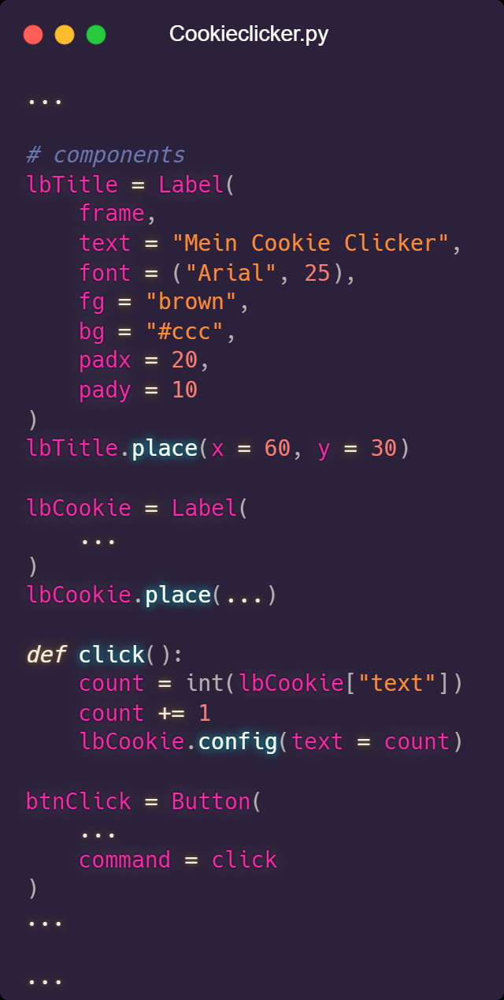 Cookieclicker.py
...
# components
lbTitle = Label(
    frame,
    text = "Mein Cookie Clicker",
    font = ("Arial", 25),
    fg = "brown",
    bg = "#ccc",
    padx = 20,
    pady = 10
)
lbTitle.place(x = 60, y = 30)
lbCookie = Label(
    ...
)
lbCookie.place(...)
def click():
    count = int(lbCookie["text"])
    count += 1
    lbCookie.config(text = count)
btnClick = Button(
    ...
    command = click
)
...
...